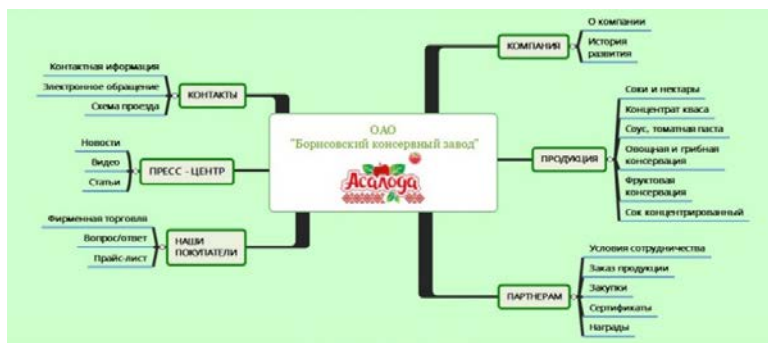 ОАО
"Борисовский консервный завод"
Асалода
КОМПАНИЯ
О компании
История
развития
ПРОДУКЦИЯ
Соки и нектары
Концентрат кваса
Соус, томатная паста
Овощная и грибная
консервация
Фруктовая
консервация
Сок концентрированный
ПАРТНЕРАМ
Условия сотрудничества
Заказ продукции
Закупки
Сертификаты
Награды
КОНТАКТЫ
Контактная иформация
Электронное обращение
Схема проезда
ПРЕСС - ЦЕНТР
Новости
Видео
Статьи
НАШИ
ПОКУПАТЕЛИ
Фирменная торговля
Вопрос/ответ
Прайс-лист